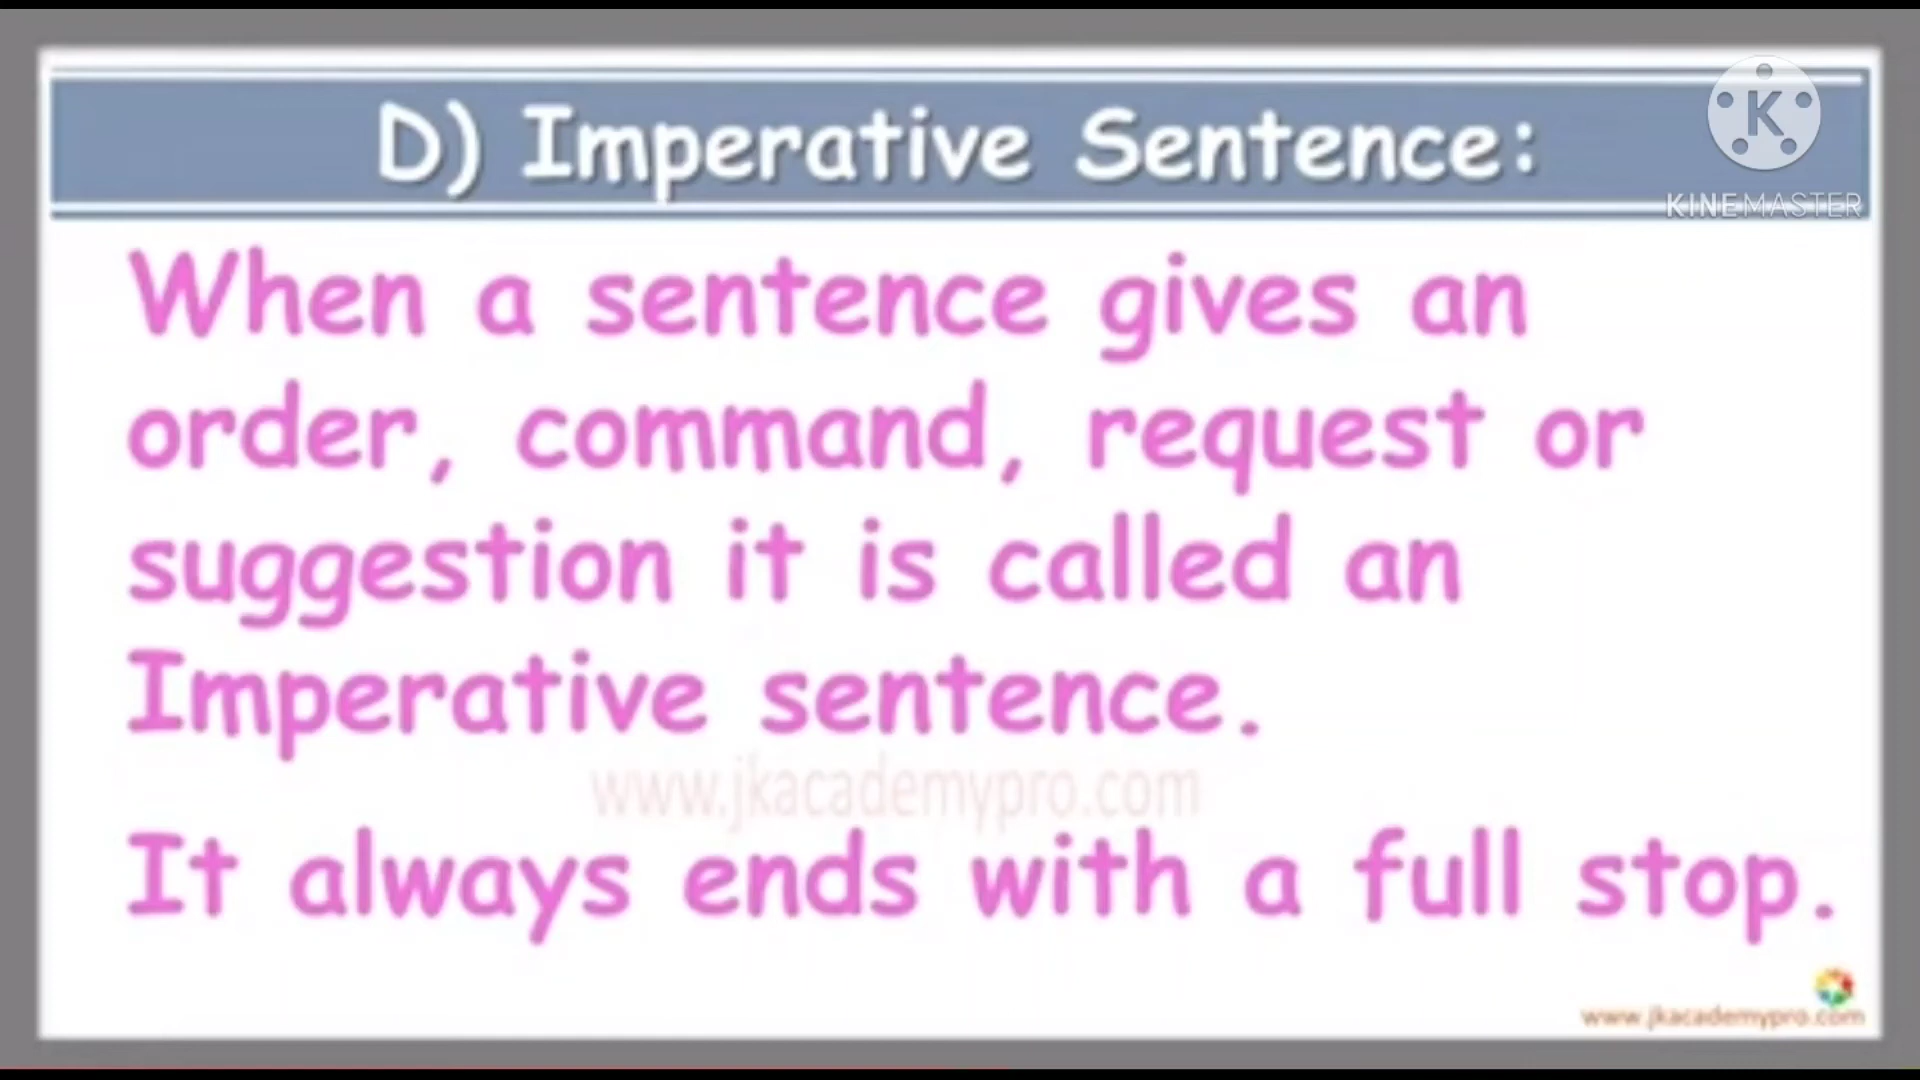 D) Imperative Sentence:
K
KINEMASTER
When a sentence gives an
order, command, request or
suggestion it is called an
Imperative sentence.
www.jkacademypro.com
It always ends with a full stop.
www.jkacademypro.com